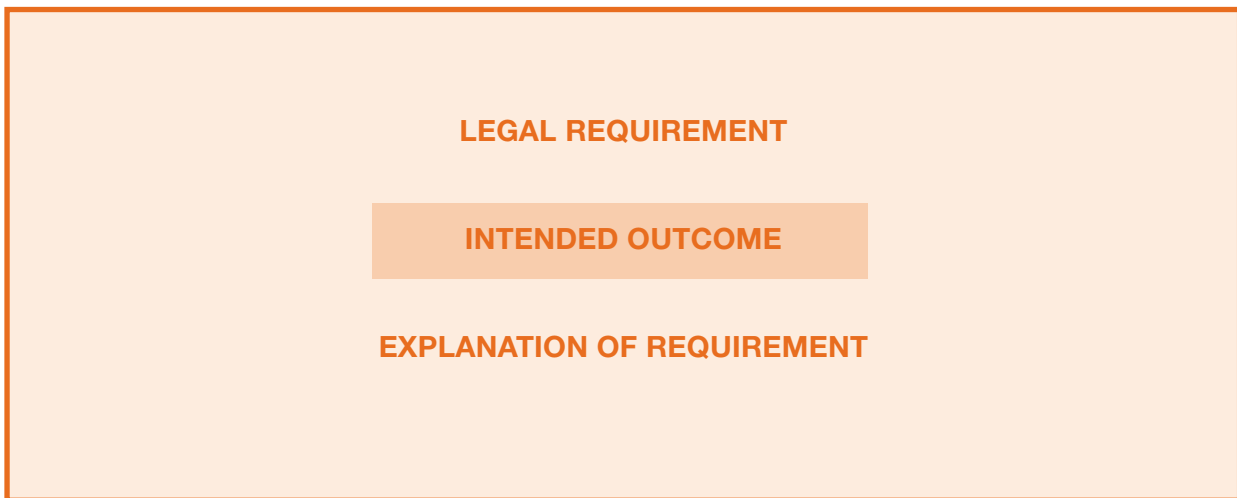 LEGAL REQUIREMENT
INTENDED OUTCOME
EXPLANATION OF REQUIREMENT